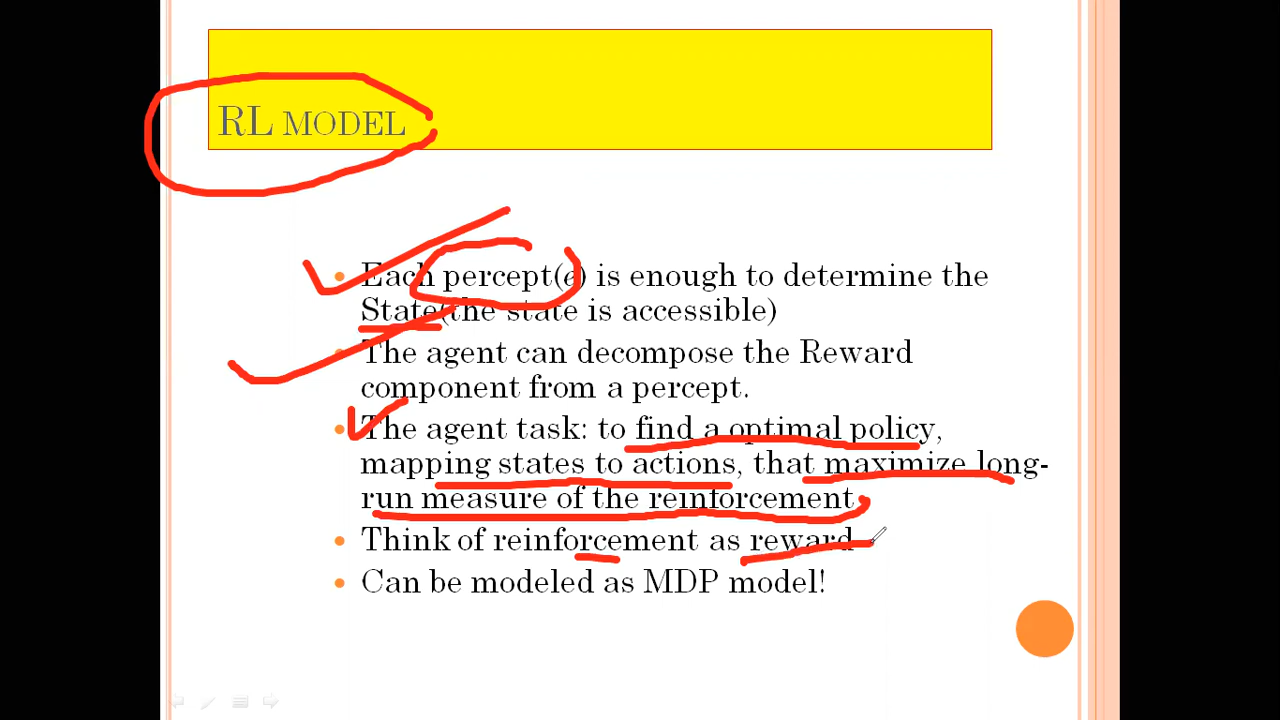 RL MODEL
Each percept(e) is enough to determine the
State(the state is accessible)
The agent can decompose the Reward
component from a percept.
The agent task: to find a optimal policy,
mapping states to actions, that maximize long-
run measure of the reinforcement
Think of reinforcement as reward
Can be modeled as MDP model!